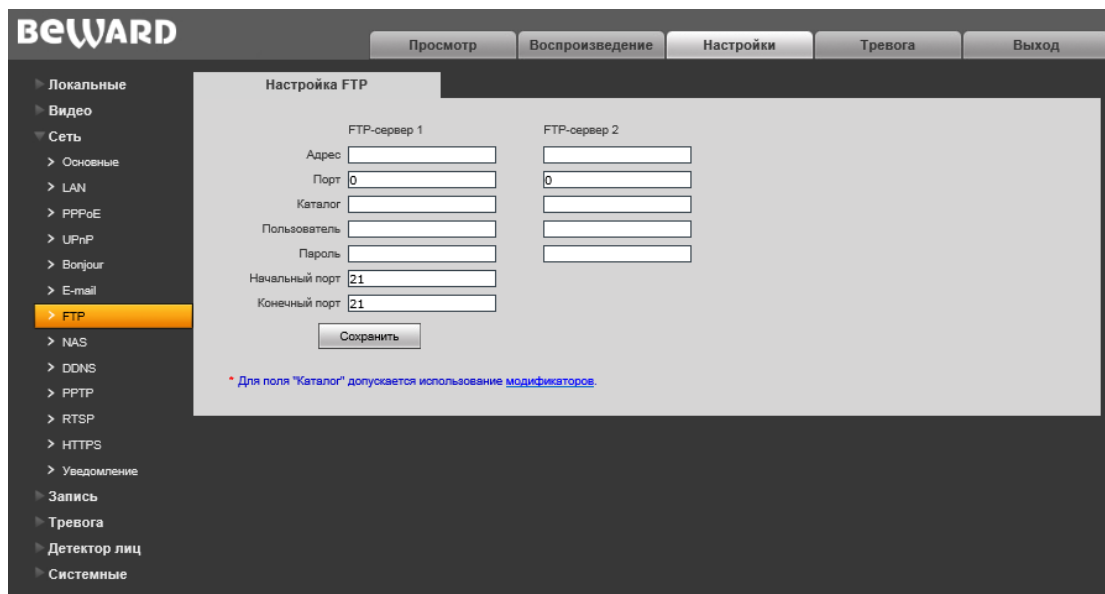 BEWARD
Просмотр Воспроизведение Настройки Тревога Выход
Локальные
Видео
Сеть
Основные
LAN
PPPoE
UPnP
Bonjour
E-mail
FTP
NAS
DDNS
PPTP
RTSP
HTTPS
Уведомление
Запись
Тревога
Детектор лиц
Системные
Настройка FTP
FTP-сервер 1 FTP-сервер 2
Адрес
Порт 0 0
Каталог
Пользователь
Пароль
Начальный порт 21
Конечный порт 21
Сохранить
* Для поля "Каталог" допускается использование модификаторов.